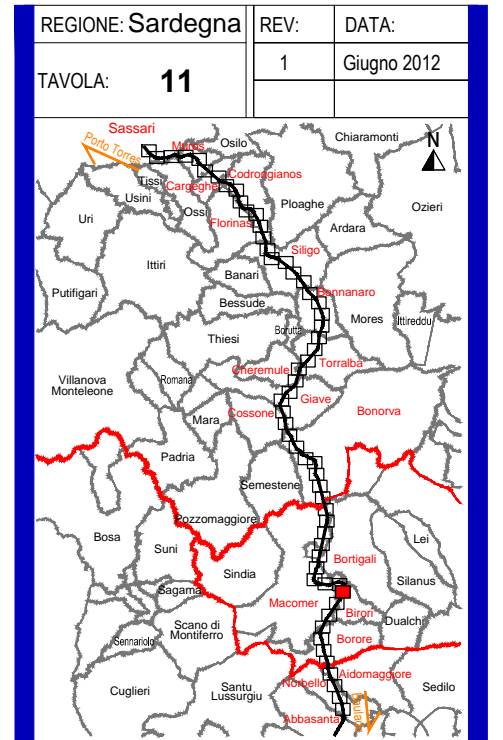 REGIONE: Sardegna REV: DATA:
TAVOLA: 11 1 Giugno 2012
Sassari
Porto Torres
Muros
Osilo
Chiaramonti
N
Tissi
Cargeghe
Codrongianos
Usini
Ossi
Ploaghe
Ozieri
Uri
Florinas
Ardara
Ittiri
Siligo
Banari
Putifigari
Bessude
Bonnanaro
Mores
Ittireddu
Borutta
Thiesi
Torralba
Cheremule
Villanova
Monteleone
Romana
Giave
Cossone
Mara
Bonorva
Padria
Semestene
Pozzomaggiore
Bosa
Suni
Lei
Bortigali
Sindia
Silanus
Sagama
Macomer
Birori
Dualchi
Scano di
Montiferro
Sennariolo
Borore
Aidomaggiore
Norbello
Sedilo
Cuglieri
Santu
Lussurgiu
Abbasanta